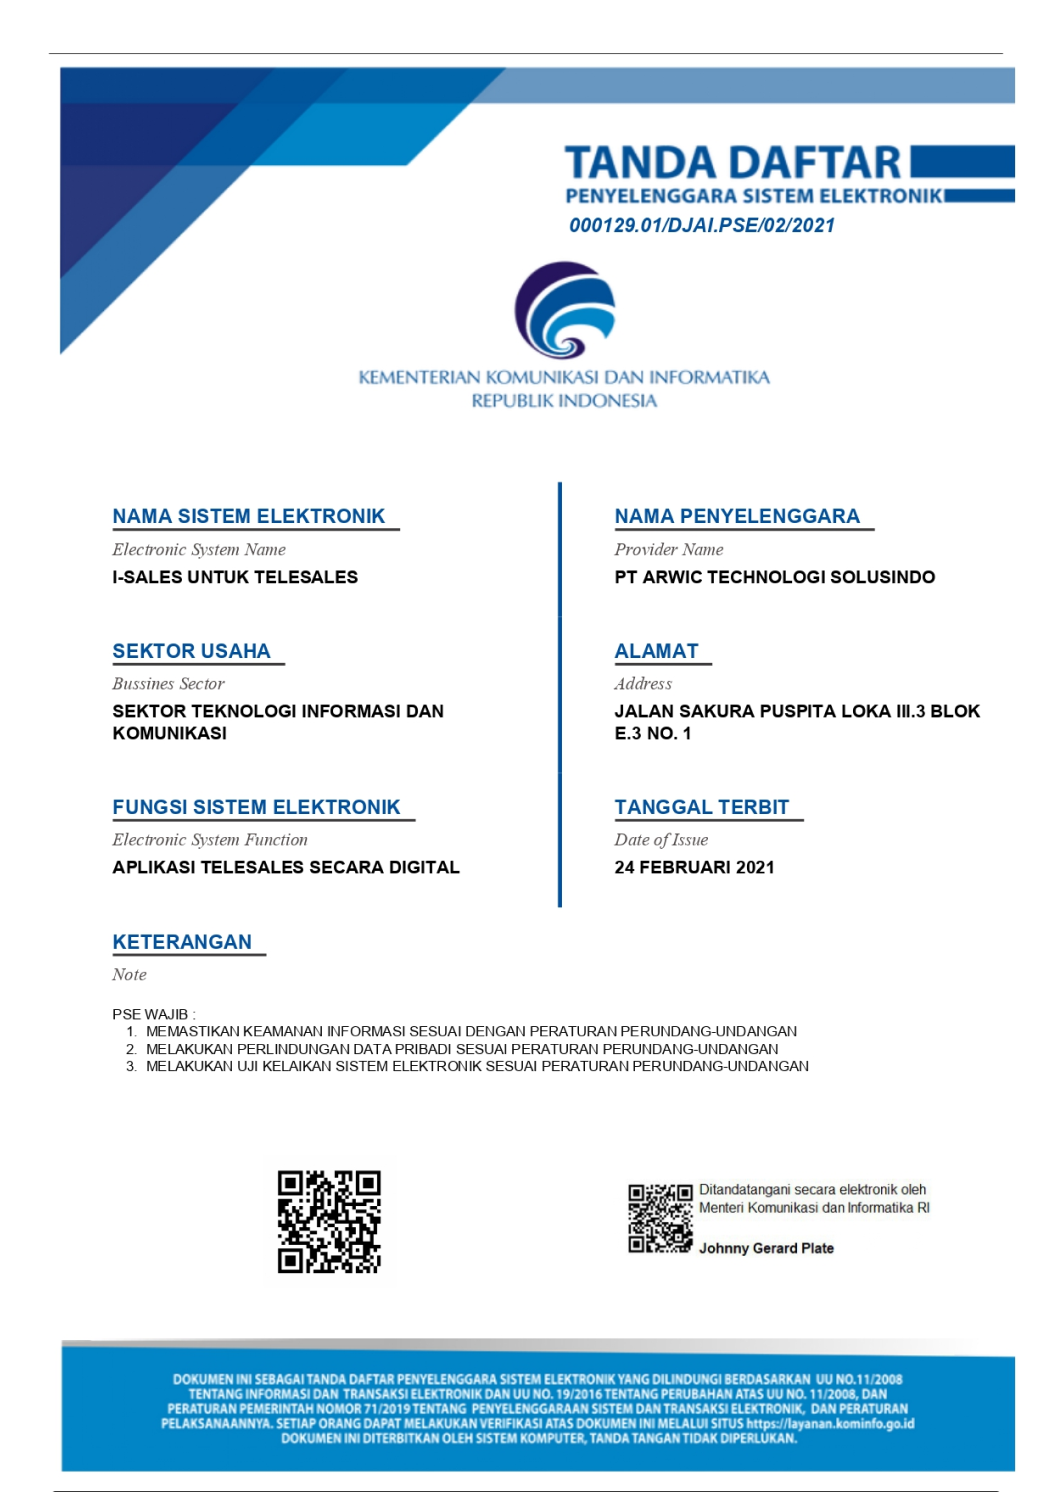 TANDA DAFTAR
PENYELENGGARA SISTEM ELEKTRONIK
000129.01/DJAI.PSE/02/2021
KEMENTERIAN KOMUNIKASI DAN INFORMATIKA
REPUBLIK INDONESIA
NAMA SISTEM ELEKTRONIK
Electronic System Name
I-SALES UNTUK TELESALES
NAMA PENYELENGGARA
Provider Name
PT ARWIC TECHNOLOGI SOLUSINDO
SEKTOR USAHA
Bussines Sector
SEKTOR TEKNOLOGI INFORMASI DAN
KOMUNIKASI
ALAMAT
Address
JALAN SAKURA PUSPITA LOKA III.3 BLOK
E.3 NO. 1
FUNGSI SISTEM ELEKTRONIK
Electronic System Function
APLIKASI TELESALES SECARA DIGITAL
TANGGAL TERBIT
Date of Issue
24 FEBRUARI 2021
KETERANGAN
Note
PSE WAJIB :
1. MEMASTIKAN KEAMANAN INFORMASI SESUAI DENGAN PERATURAN PERUNDANG-UNDANGAN
2. MELAKUKAN PERLINDUNGAN DATA PRIBADI SESUAI PERATURAN PERUNDANG-UNDANGAN
3. MELAKUKAN UJI KELAIKAN SISTEM ELEKTRONIK SESUAI PERATURAN PERUNDANG-UNDANGAN
Ditandatangani secara elektronik oleh
Menteri Komunikasi dan Informatika RI
Johnny Gerard Plate
DOKUMEN INI SEBAGAI TANDA DAFTAR PENYELENGGARA SISTEM ELEKTRONIK YANG DILINDUNGI BERDASARKAN UU NO.11/2008
TENTANG INFORMASI DAN TRANSAKSI ELEKTRONIK DAN UU NO. 19/2016 TENTANG PERUBAHAN ATAS UU NO. 11/2008, DAN
PERATURAN PEMERINTAH NOMOR 71/2019 TENTANG PENYELENGGARAAN SISTEM DAN TRANSAKSI ELEKTRONIK, DAN PERATURAN
PELAKSANAANNYA. SETIAP ORANG DAPAT MELAKUKAN VERIFIKASI ATAS DOKUMEN INI MELALUI SITUS https://layanan.kominfo.go.id
DOKUMEN INI DITERBITKAN OLEH SISTEM KOMPUTER, TANDA TANGAN TIDAK DIPERLUKAN.